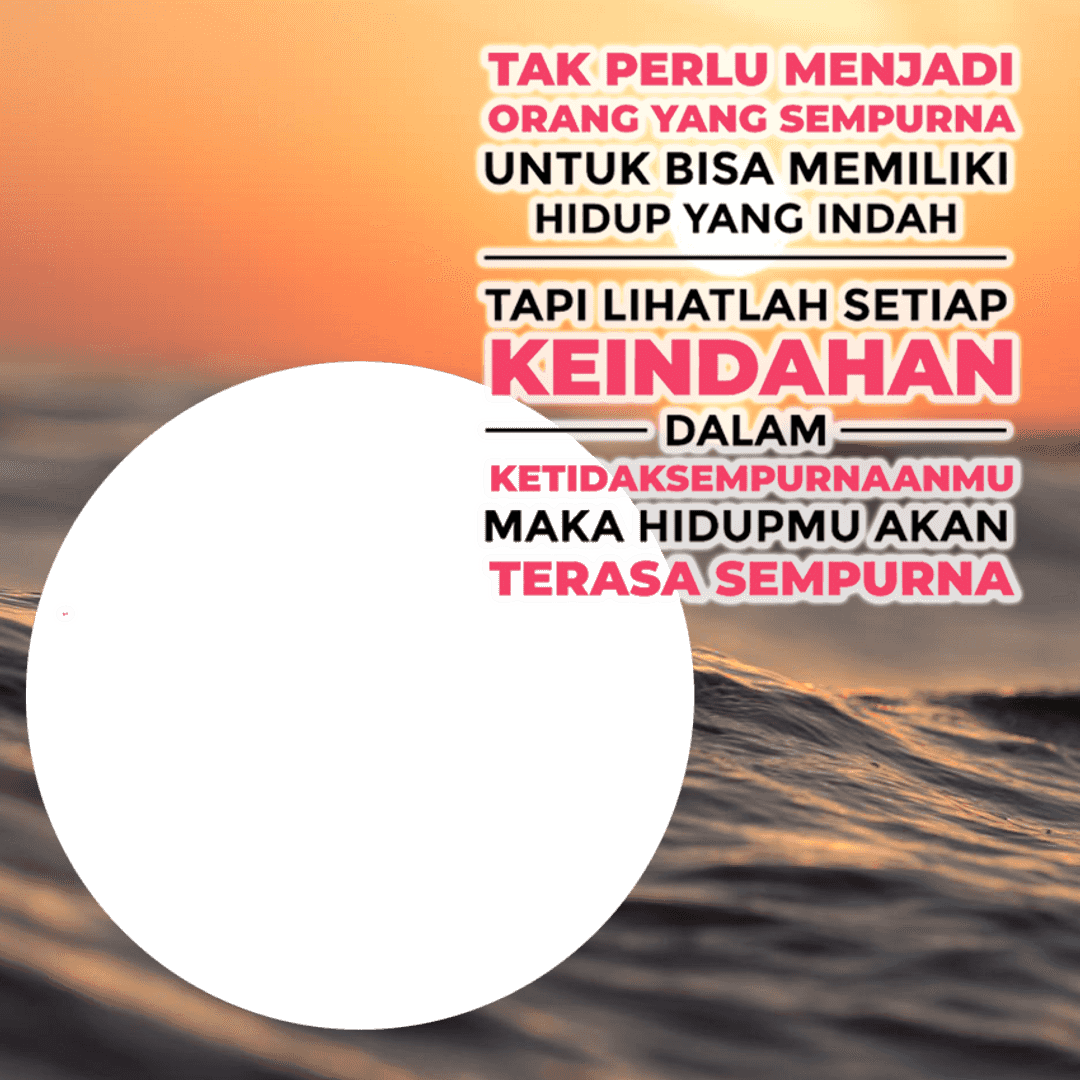 TAK PERLU MENJADI
ORANG YANG SEMPURNA
UNTUK BISA MEMILIKI
HIDUP YANG INDAH
TAPI LIHATLAH SETIAP
KEINDAHAN
DALAM
KETIDAKSEMPURNAANMU
MAKA HIDUPMU AKAN
TERASA SEMPURNA